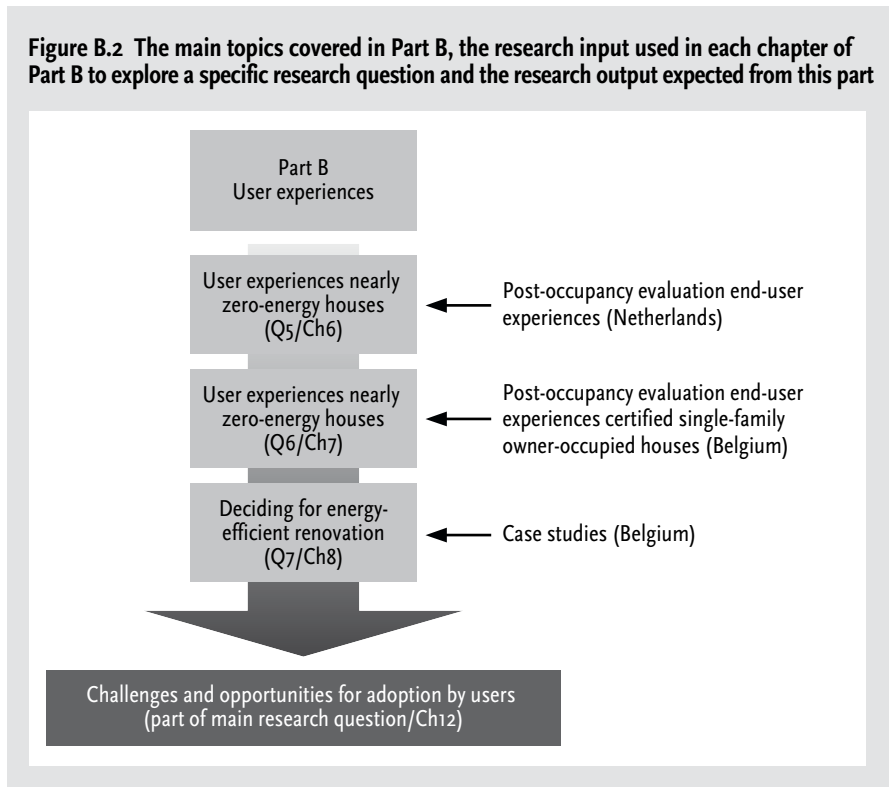 Figure B.2 The main topics covered in Part B, the research input used in each chapter of
Part B to explore a specific research question and the research output expected from this part
Part B
User experiences
User experiences nearly
zero-energy houses
(Q5/Ch6)
Post-occupancy evaluation end-user
experiences (Netherlands)
User experiences nearly
zero-energy houses
(Q6/Ch7)
Post-occupancy evaluation end-user
experiences certified single-family
owner-occupied houses (Belgium)
Deciding for energy-
efficient renovation
(Q7/Ch8)
Case studies (Belgium)
Challenges and opportunities for adoption by users
(part of main research question/Ch12)